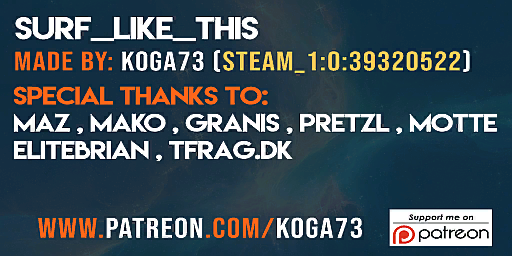 SURF_LIKE_THIS
MADE BY: KOGA73 (STEAM_1:0:39320522)
SPECIAL THANKS TO:
MAZ , MAKO , GRANIS , PRETZL , MOTTE
ELITEBRIAN , TFRAG.DK
WWW.PATREON.COM/KOGA73
Support me on
patreon